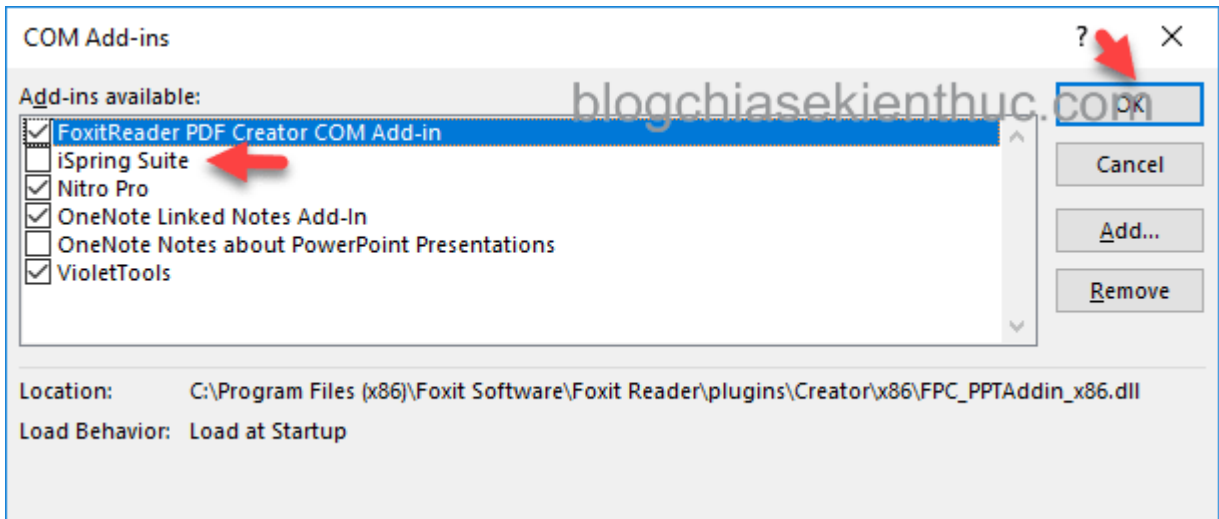 COM Add-ins
?
Add-ins available:
blogchiasekienthuc.com
OK
FoxitReader PDF Creator COM Add-in
iSpring Suite
Nitro Pro
OneNote Linked Notes Add-In
OneNote Notes about PowerPoint Presentations
VioletTools
Cancel
Add...
Remove
Location: C:\Program Files (x86)\Foxit Software\Foxit Reader\plugins\Creator\x86\FPC_PPTAddin_x86.dll
Load Behavior: Load at Startup